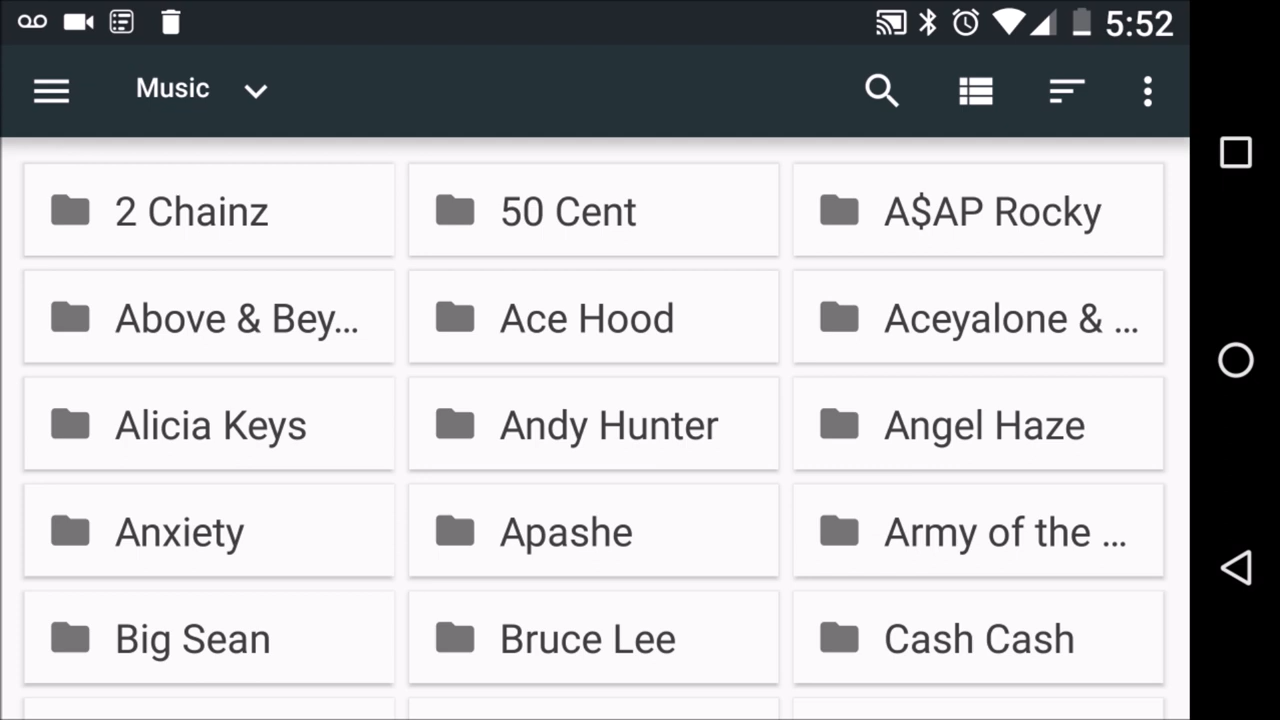 5:52
Music
2 Chainz
50 Cent
A$AP Rocky
Above & Bey...
Ace Hood
Aceyalone & ...
Alicia Keys
Andy Hunter
Angel Haze
Anxiety
Apashe
Army of the ...
Big Sean
Bruce Lee
Cash Cash